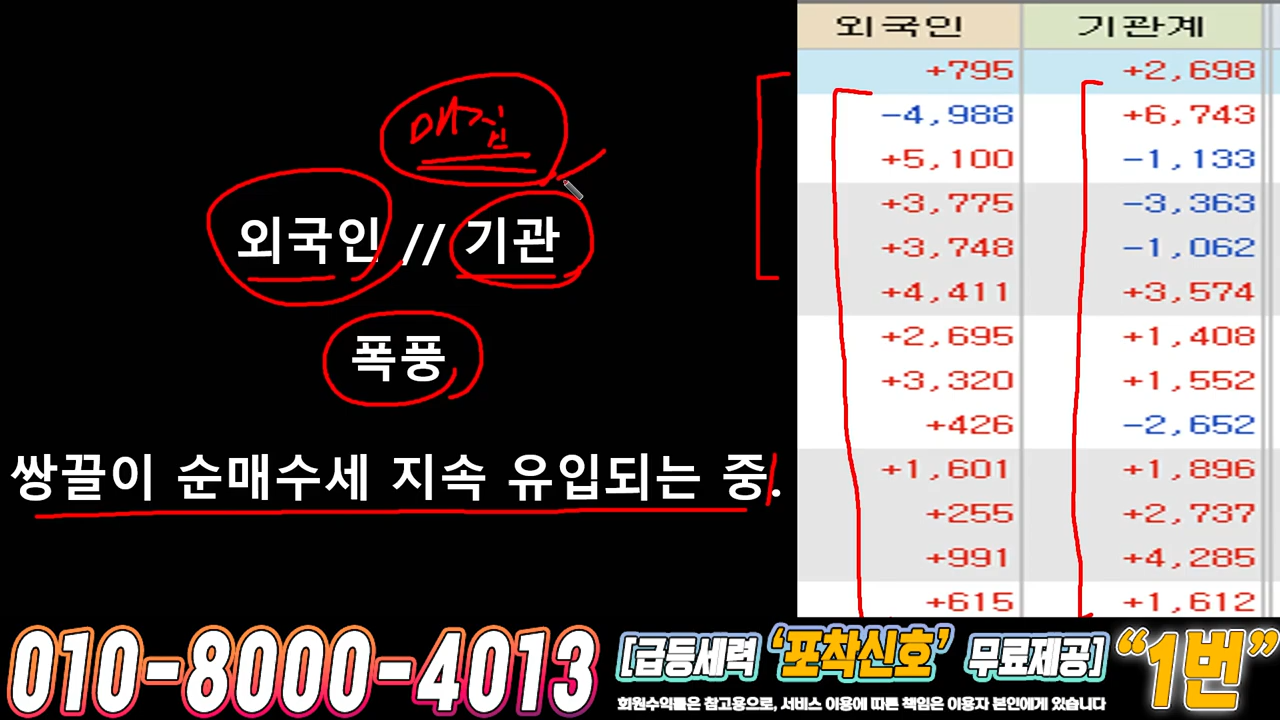 매집
외국인 // 기관
폭풍
쌍끌이 순매수세 지속 유입되는 중.
외국인 기관계
+795 +2,698
-4,988 +6,743
+5,100 -1,133
+3,775 -3,363
+3,748 -1,062
+4,411 +3,574
+2,695 +1,408
+3,320 +1,552
+426 -2,652
+1,601 +1,896
+255 +2,737
+991 +4,285
+615 +1,612
010-8000-4013
[급등세력 ‘포착신호’ 무료제공] “1번”
회원수익률은 참고용으로, 서비스 이용에 따른 책임은 이용자 본인에게 있습니다